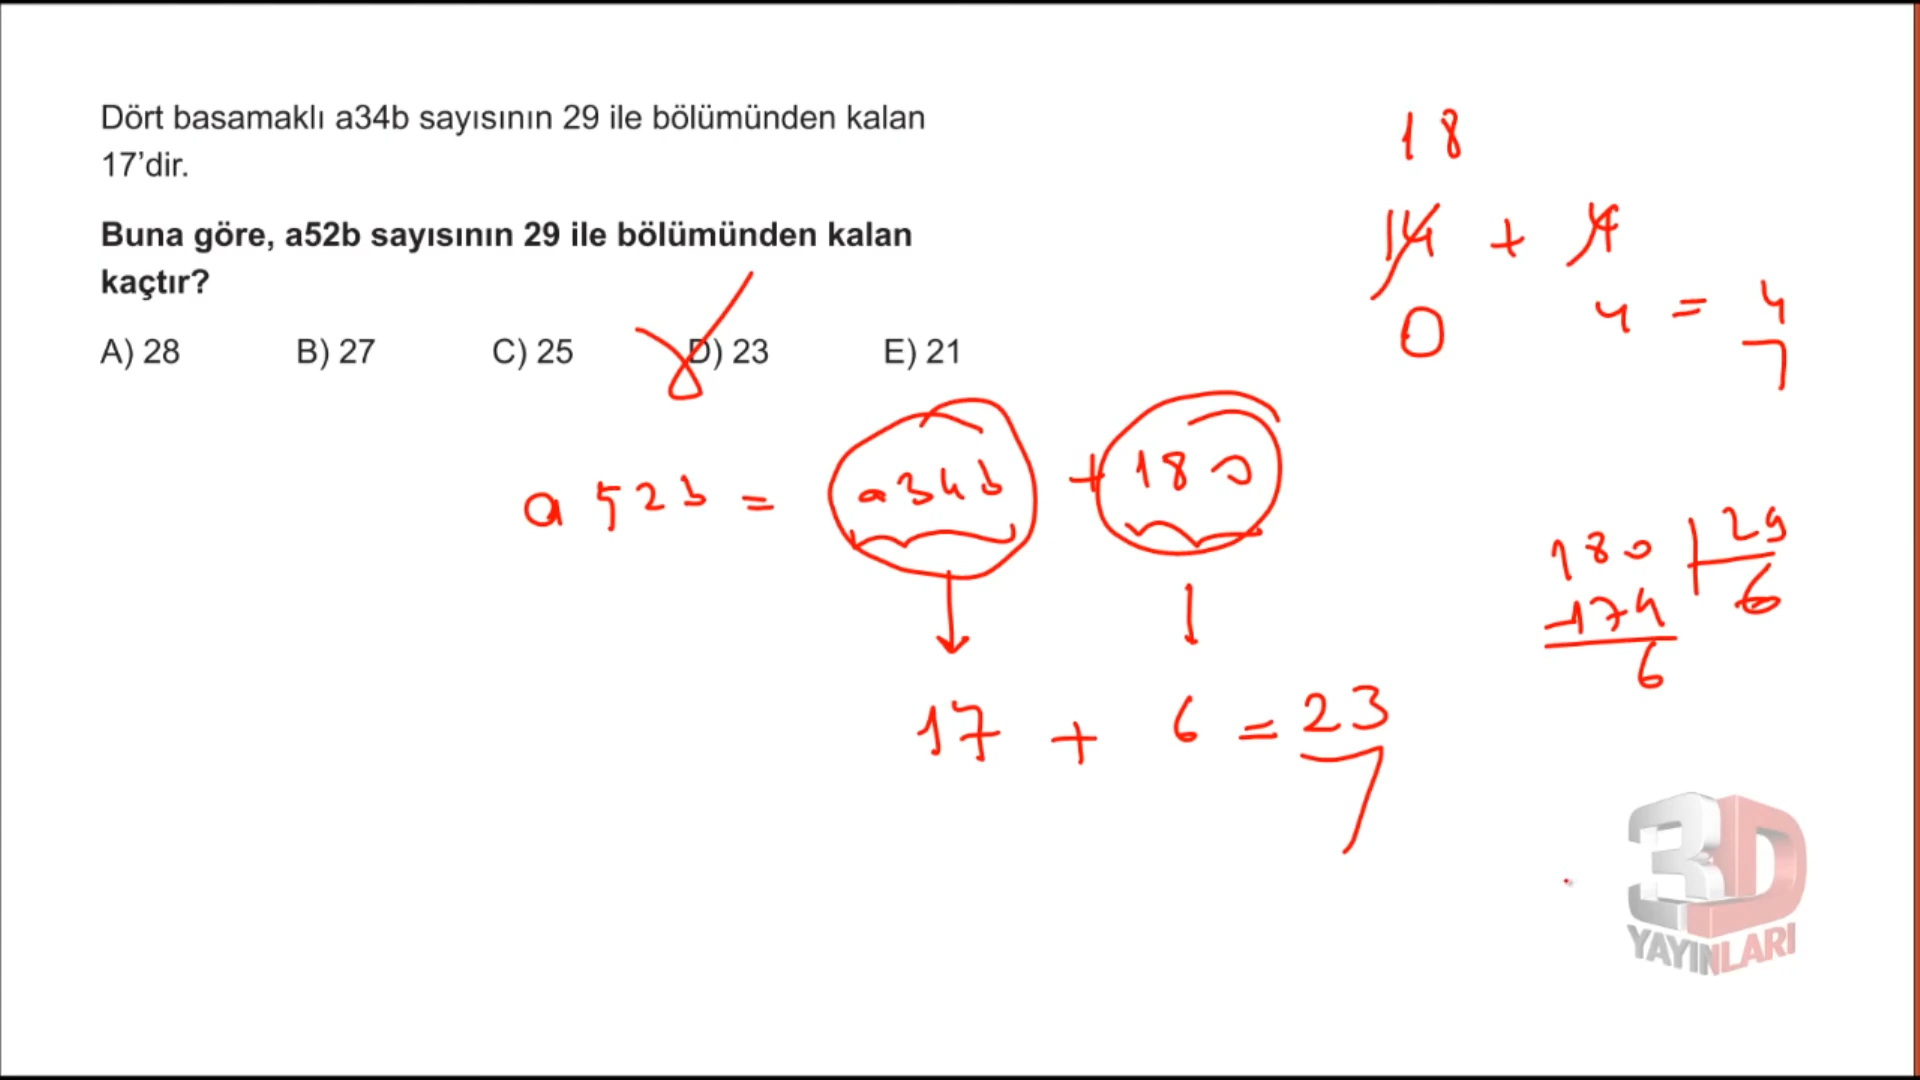 Dört basamaklı a34b sayısının 29 ile bölümünden kalan
17'dir.
Buna göre, a52b sayısının 29 ile bölümünden kalan
kaçtır?
A) 28 B) 27 C) 25 D) 23 E) 21
18
14 + 4
0 4 = 4
a52b = a34b + 180
17 + 6 = 23
180 29
-174 6
6
3D
YAYINLARI